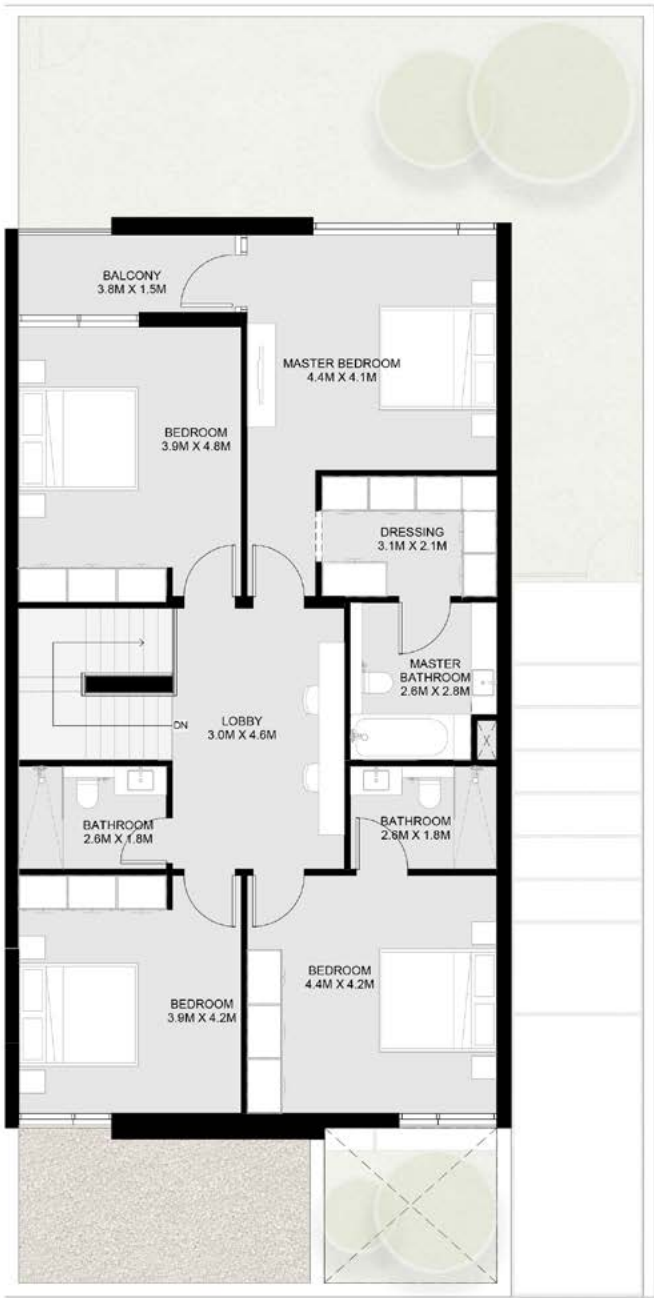 BALCONY
3.8M X 1.5M
MASTER BEDROOM
4.4M X 4.1M
BEDROOM
3.9M X 4.8M
DRESSING
3.1M X 2.1M
MASTER
BATHROOM
2.6M X 2.8M
LOBBY
3.0M X 4.6M
DN
BATHROOM
2.6M X 1.8M
BATHROOM
2.6M X 1.8M
BEDROOM
4.4M X 4.2M
BEDROOM
3.9M X 4.2M